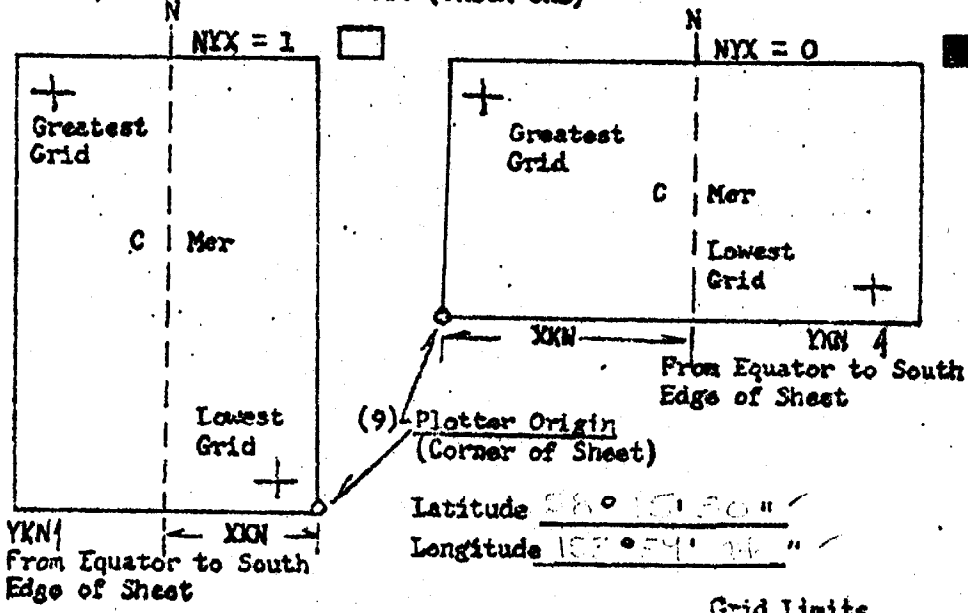 N
NYX = 1
Greatest
Grid
C Mer
Lowest
Grid
YKN
XKN
From Equator to South
Edge of Sheet
N
NYX = 0
Greatest
Grid
C Mer
Lowest
Grid
XKN
YKN
From Equator to South
Edge of Sheet
(9) Plotter Origin
(Corner of Sheet)
Latitude ° ' "
Longitude ° ' "
Grid Limits